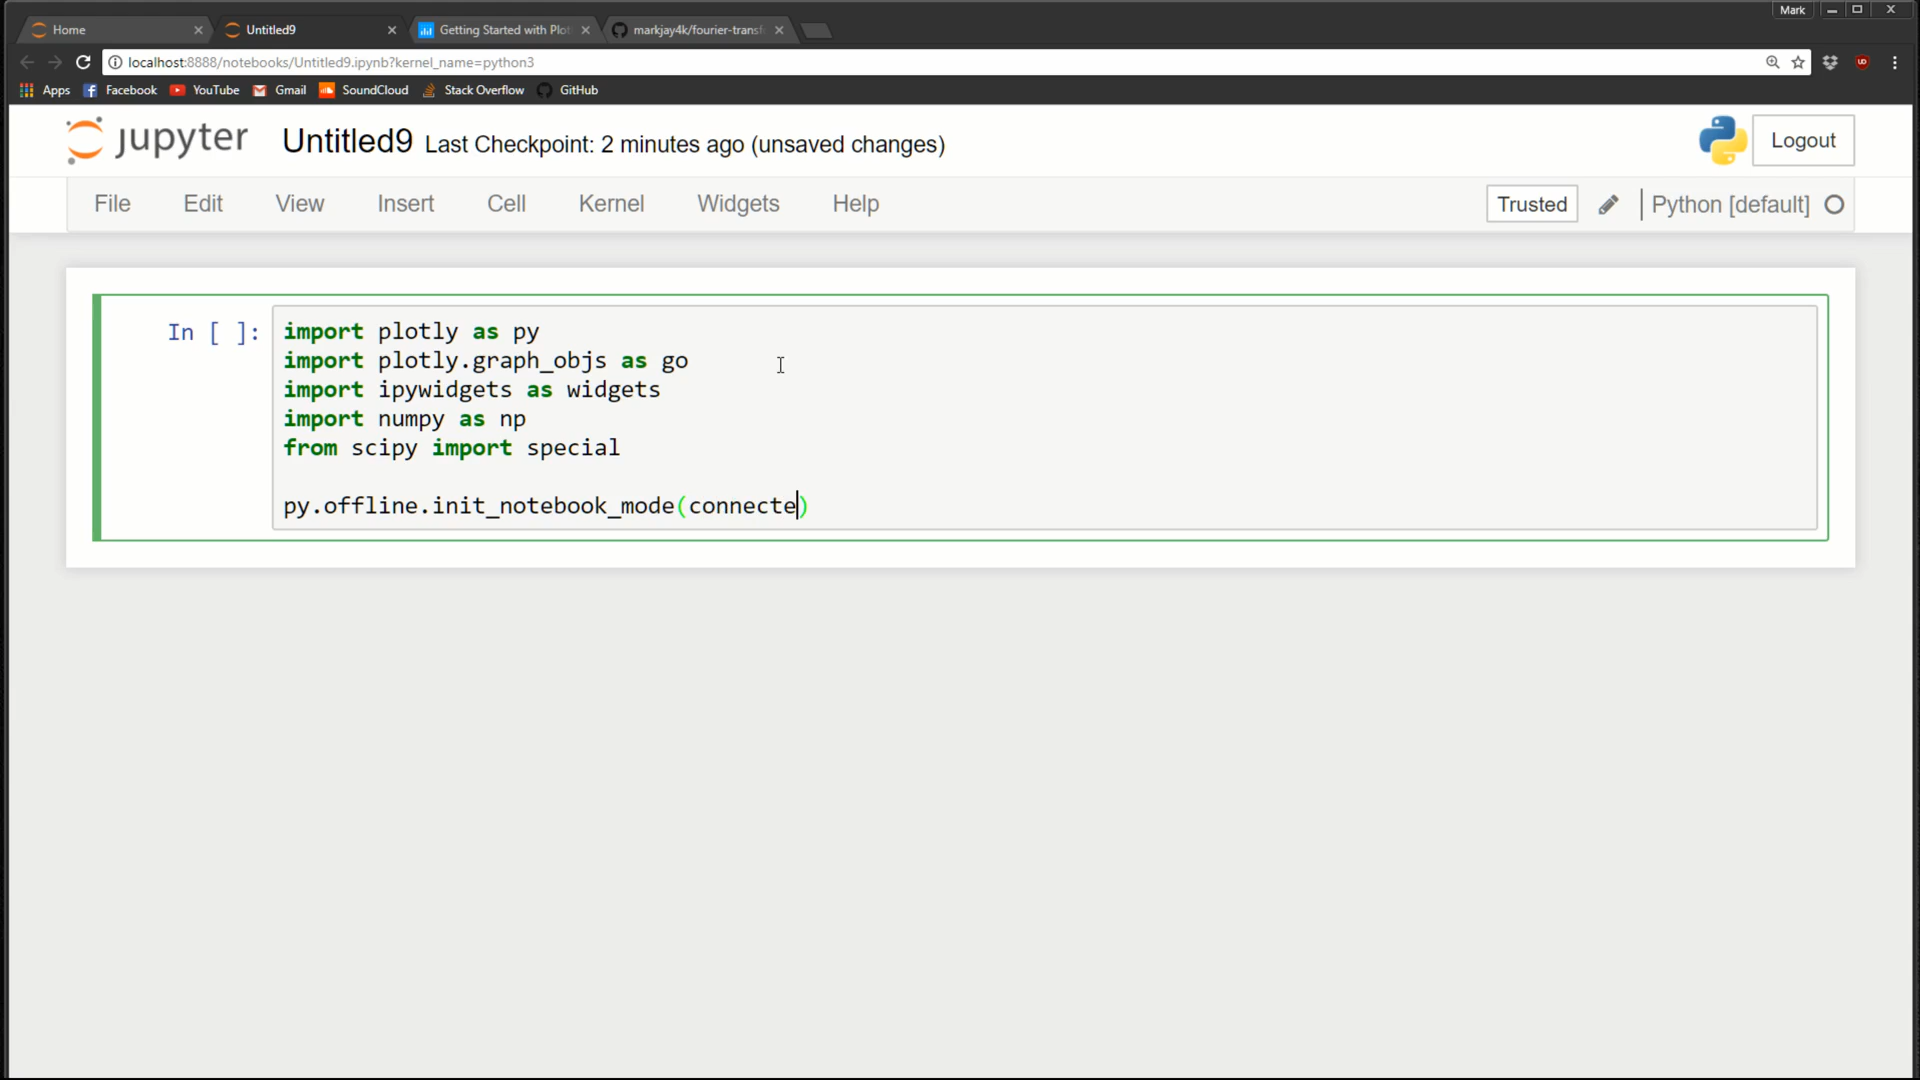 Mark
Home
Untitled9
Getting Started with Plot
markjay4k/fourier-transf
localhost:8888/notebooks/Untitled9.ipynb?kernel_name=python3
Apps Facebook YouTube Gmail SoundCloud Stack Overflow GitHub
jupyter Untitled9 Last Checkpoint: 2 minutes ago (unsaved changes) Logout
File Edit View Insert Cell Kernel Widgets Help Trusted Python [default]
In [ ]: import plotly as py
import plotly.graph_objs as go
import ipywidgets as widgets
import numpy as np
from scipy import special
py.offline.init_notebook_mode(connecte)